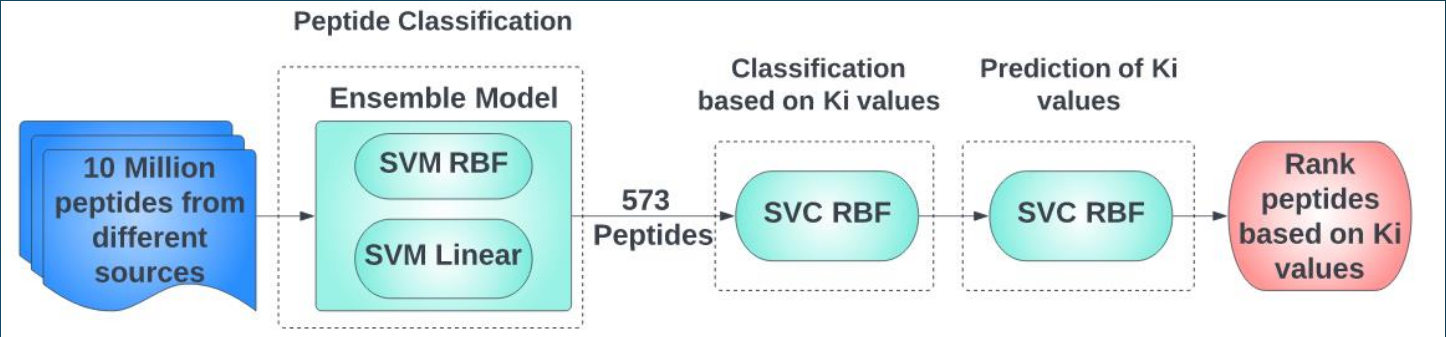 Peptide Classification
Ensemble Model
10 Million
peptides from
different
sources
SVM RBF
SVM Linear
573
Peptides
Classification
based on Ki values
SVC RBF
Prediction of Ki
values
SVC RBF
Rank
peptides
based on Ki
values